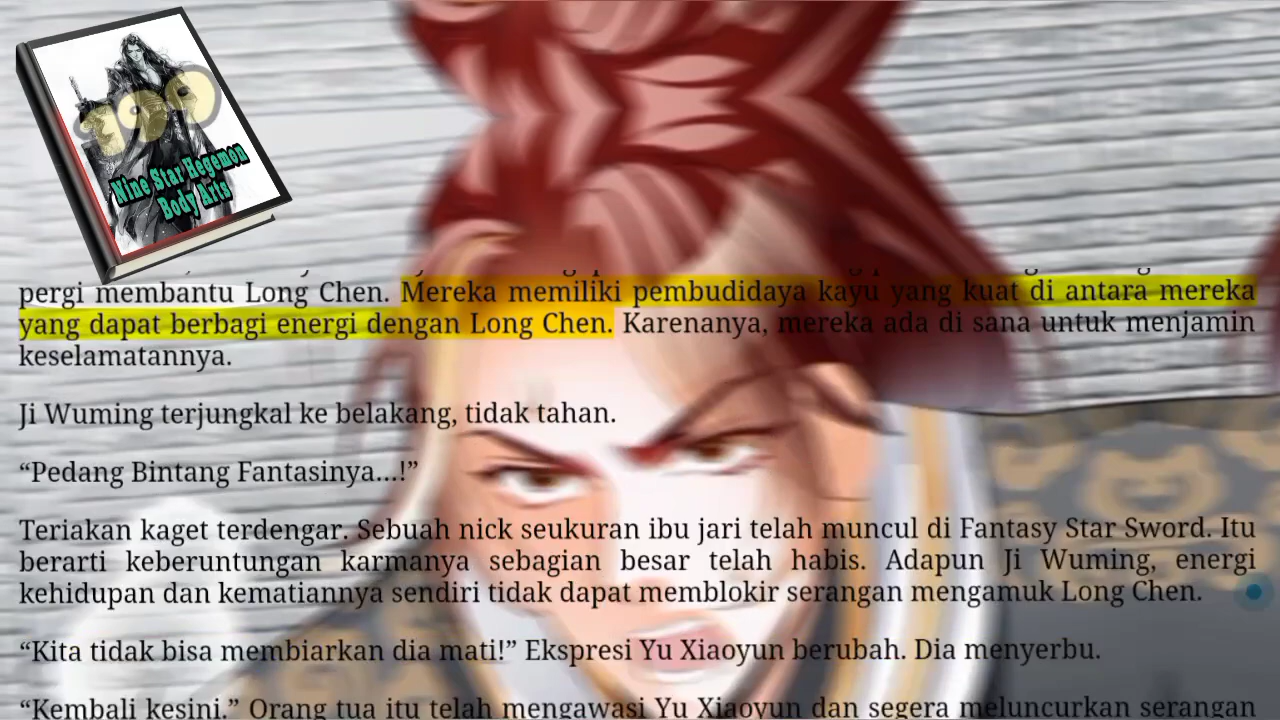 199
Nine Star Hegemon
Body Arts
pergi membantu Long Chen. Mereka memiliki pembudidaya kayu yang kuat di antara mereka
yang dapat berbagi energi dengan Long Chen. Karenanya, mereka ada di sana untuk menjamin
keselamatannya.
Ji Wuming terjungkal ke belakang, tidak tahan.
“Pedang Bintang Fantasinya...!”
Teriakan kaget terdengar. Sebuah nick seukuran ibu jari telah muncul di Fantasy Star Sword. Itu
berarti keberuntungan karmanya sebagian besar telah habis. Adapun Ji Wuming, energi
kehidupan dan kematiannya sendiri tidak dapat memblokir serangan mengamuk Long Chen.
“Kita tidak bisa membiarkan dia mati!” Ekspresi Yu Xiaoyun berubah. Dia menyerbu.
“Kembali kesini.” Orang tua itu telah mengawasi Yu Xiaoyun dan segera meluncurkan serangan